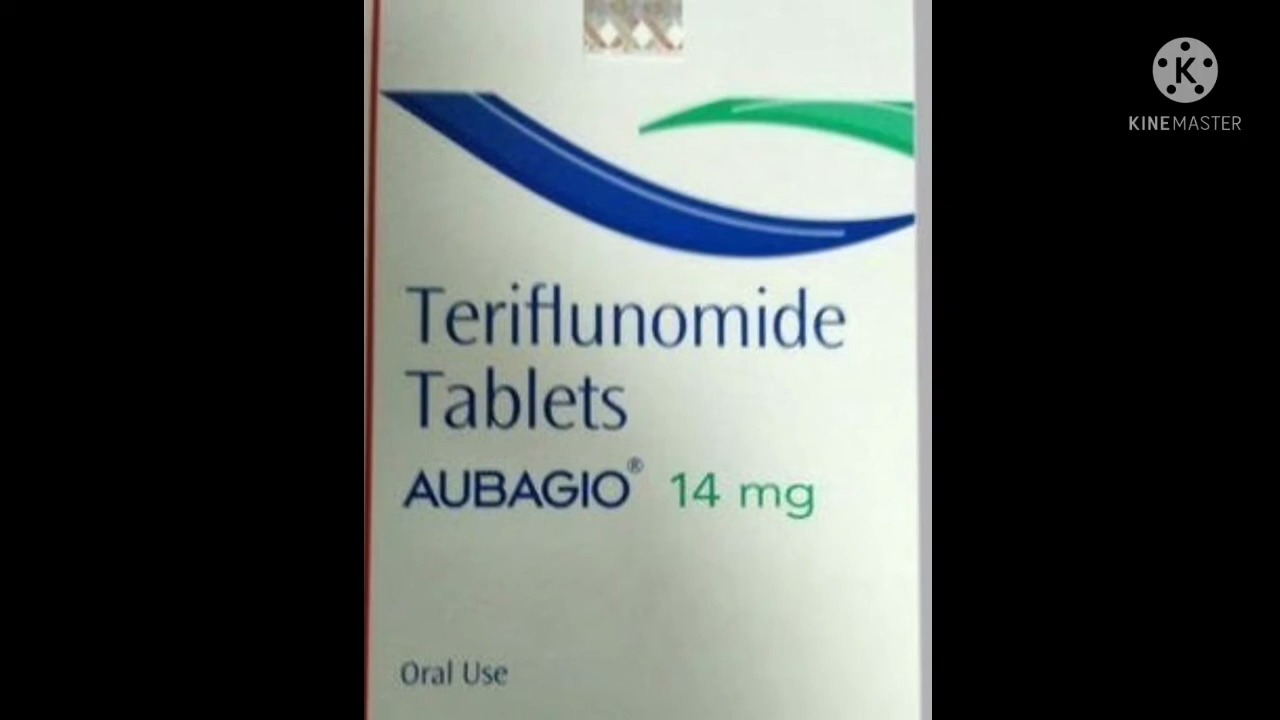 K
KINEMASTER
Teriflunomide
Tablets
AUBAGIO® 14 mg
Oral Use